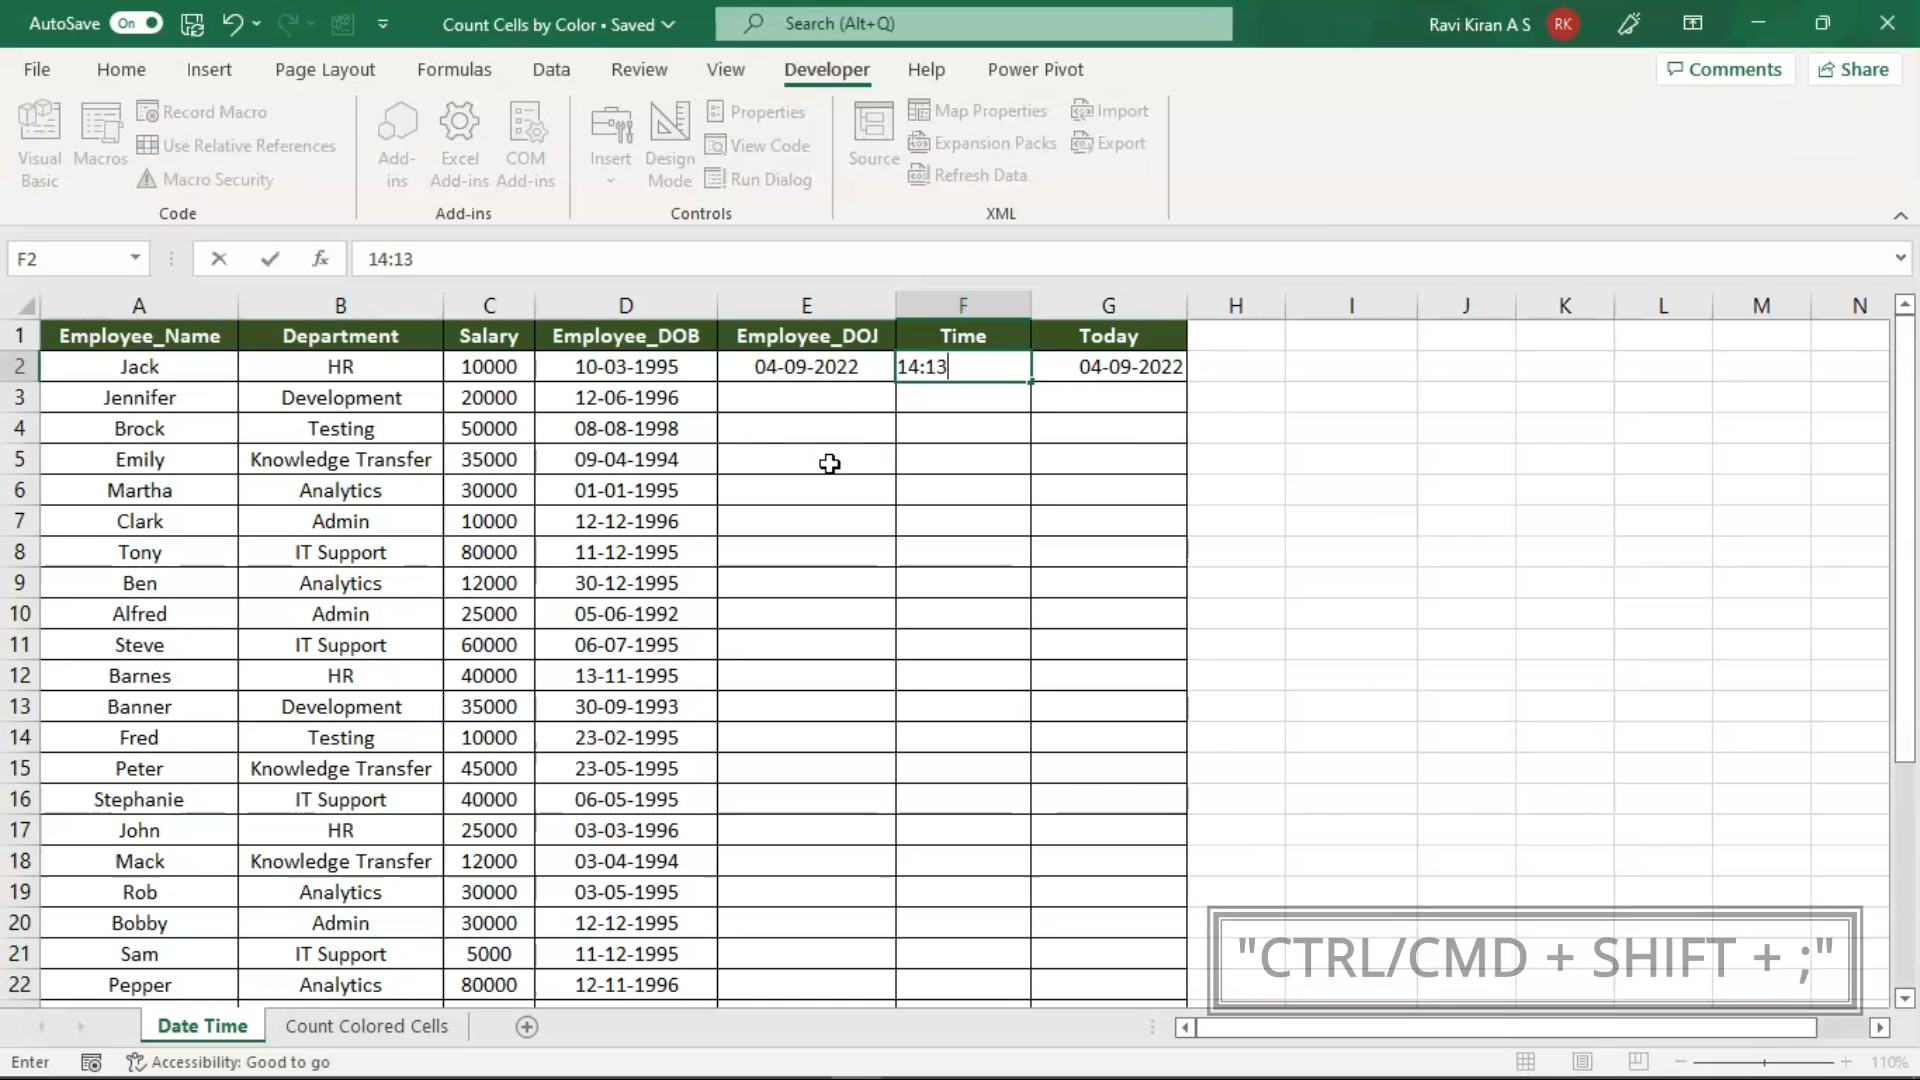 AutoSave On Count Cells by Color • Saved Search (Alt+Q) Ravi Kiran A S RK
File Home Insert Page Layout Formulas Data Review View Developer Help Power Pivot Comments Share
Visual Basic
Macros
Record Macro
Use Relative References
Macro Security
Code
Add-ins
Excel Add-ins
COM Add-ins
Add-ins
Insert
Design Mode
Properties
View Code
Run Dialog
Controls
Source
Map Properties
Expansion Packs
Refresh Data
Import
Export
XML
F2 fx 14:13
A B C D E F G H I J K L M N
1 Employee_Name Department Salary Employee_DOB Employee_DOJ Time Today
2 Jack HR 10000 10-03-1995 04-09-2022 14:13 04-09-2022
3 Jennifer Development 20000 12-06-1996
4 Brock Testing 50000 08-08-1998
5 Emily Knowledge Transfer 35000 09-04-1994
6 Martha Analytics 30000 01-01-1995
7 Clark Admin 10000 12-12-1996
8 Tony IT Support 80000 11-12-1995
9 Ben Analytics 12000 30-12-1995
10 Alfred Admin 25000 05-06-1992
11 Steve IT Support 60000 06-07-1995
12 Barnes HR 40000 13-11-1995
13 Banner Development 35000 30-09-1993
14 Fred Testing 10000 23-02-1995
15 Peter Knowledge Transfer 45000 23-05-1995
16 Stephanie IT Support 40000 06-05-1995
17 John HR 25000 03-03-1996
18 Mack Knowledge Transfer 12000 03-04-1994
19 Rob Analytics 30000 03-05-1995
20 Bobby Admin 30000 12-12-1995
21 Sam IT Support 5000 11-12-1995
22 Pepper Analytics 80000 12-11-1996
"CTRL/CMD + SHIFT + ;"
Date Time Count Colored Cells
Enter Accessibility: Good to go 110%